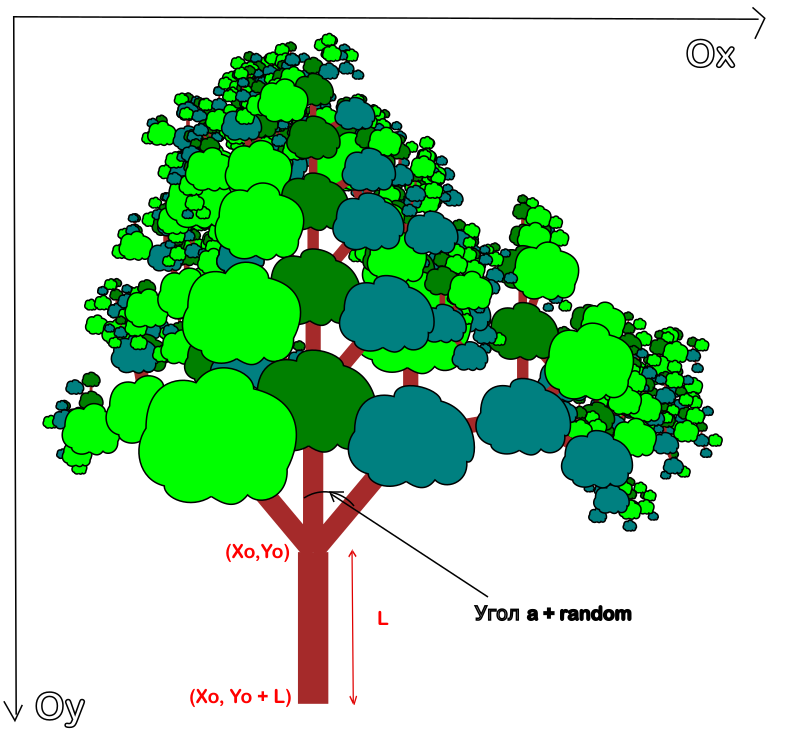 Ox
(Xo,Yo)
Угол a + random
L
(Xo, Yo + L)
Oy